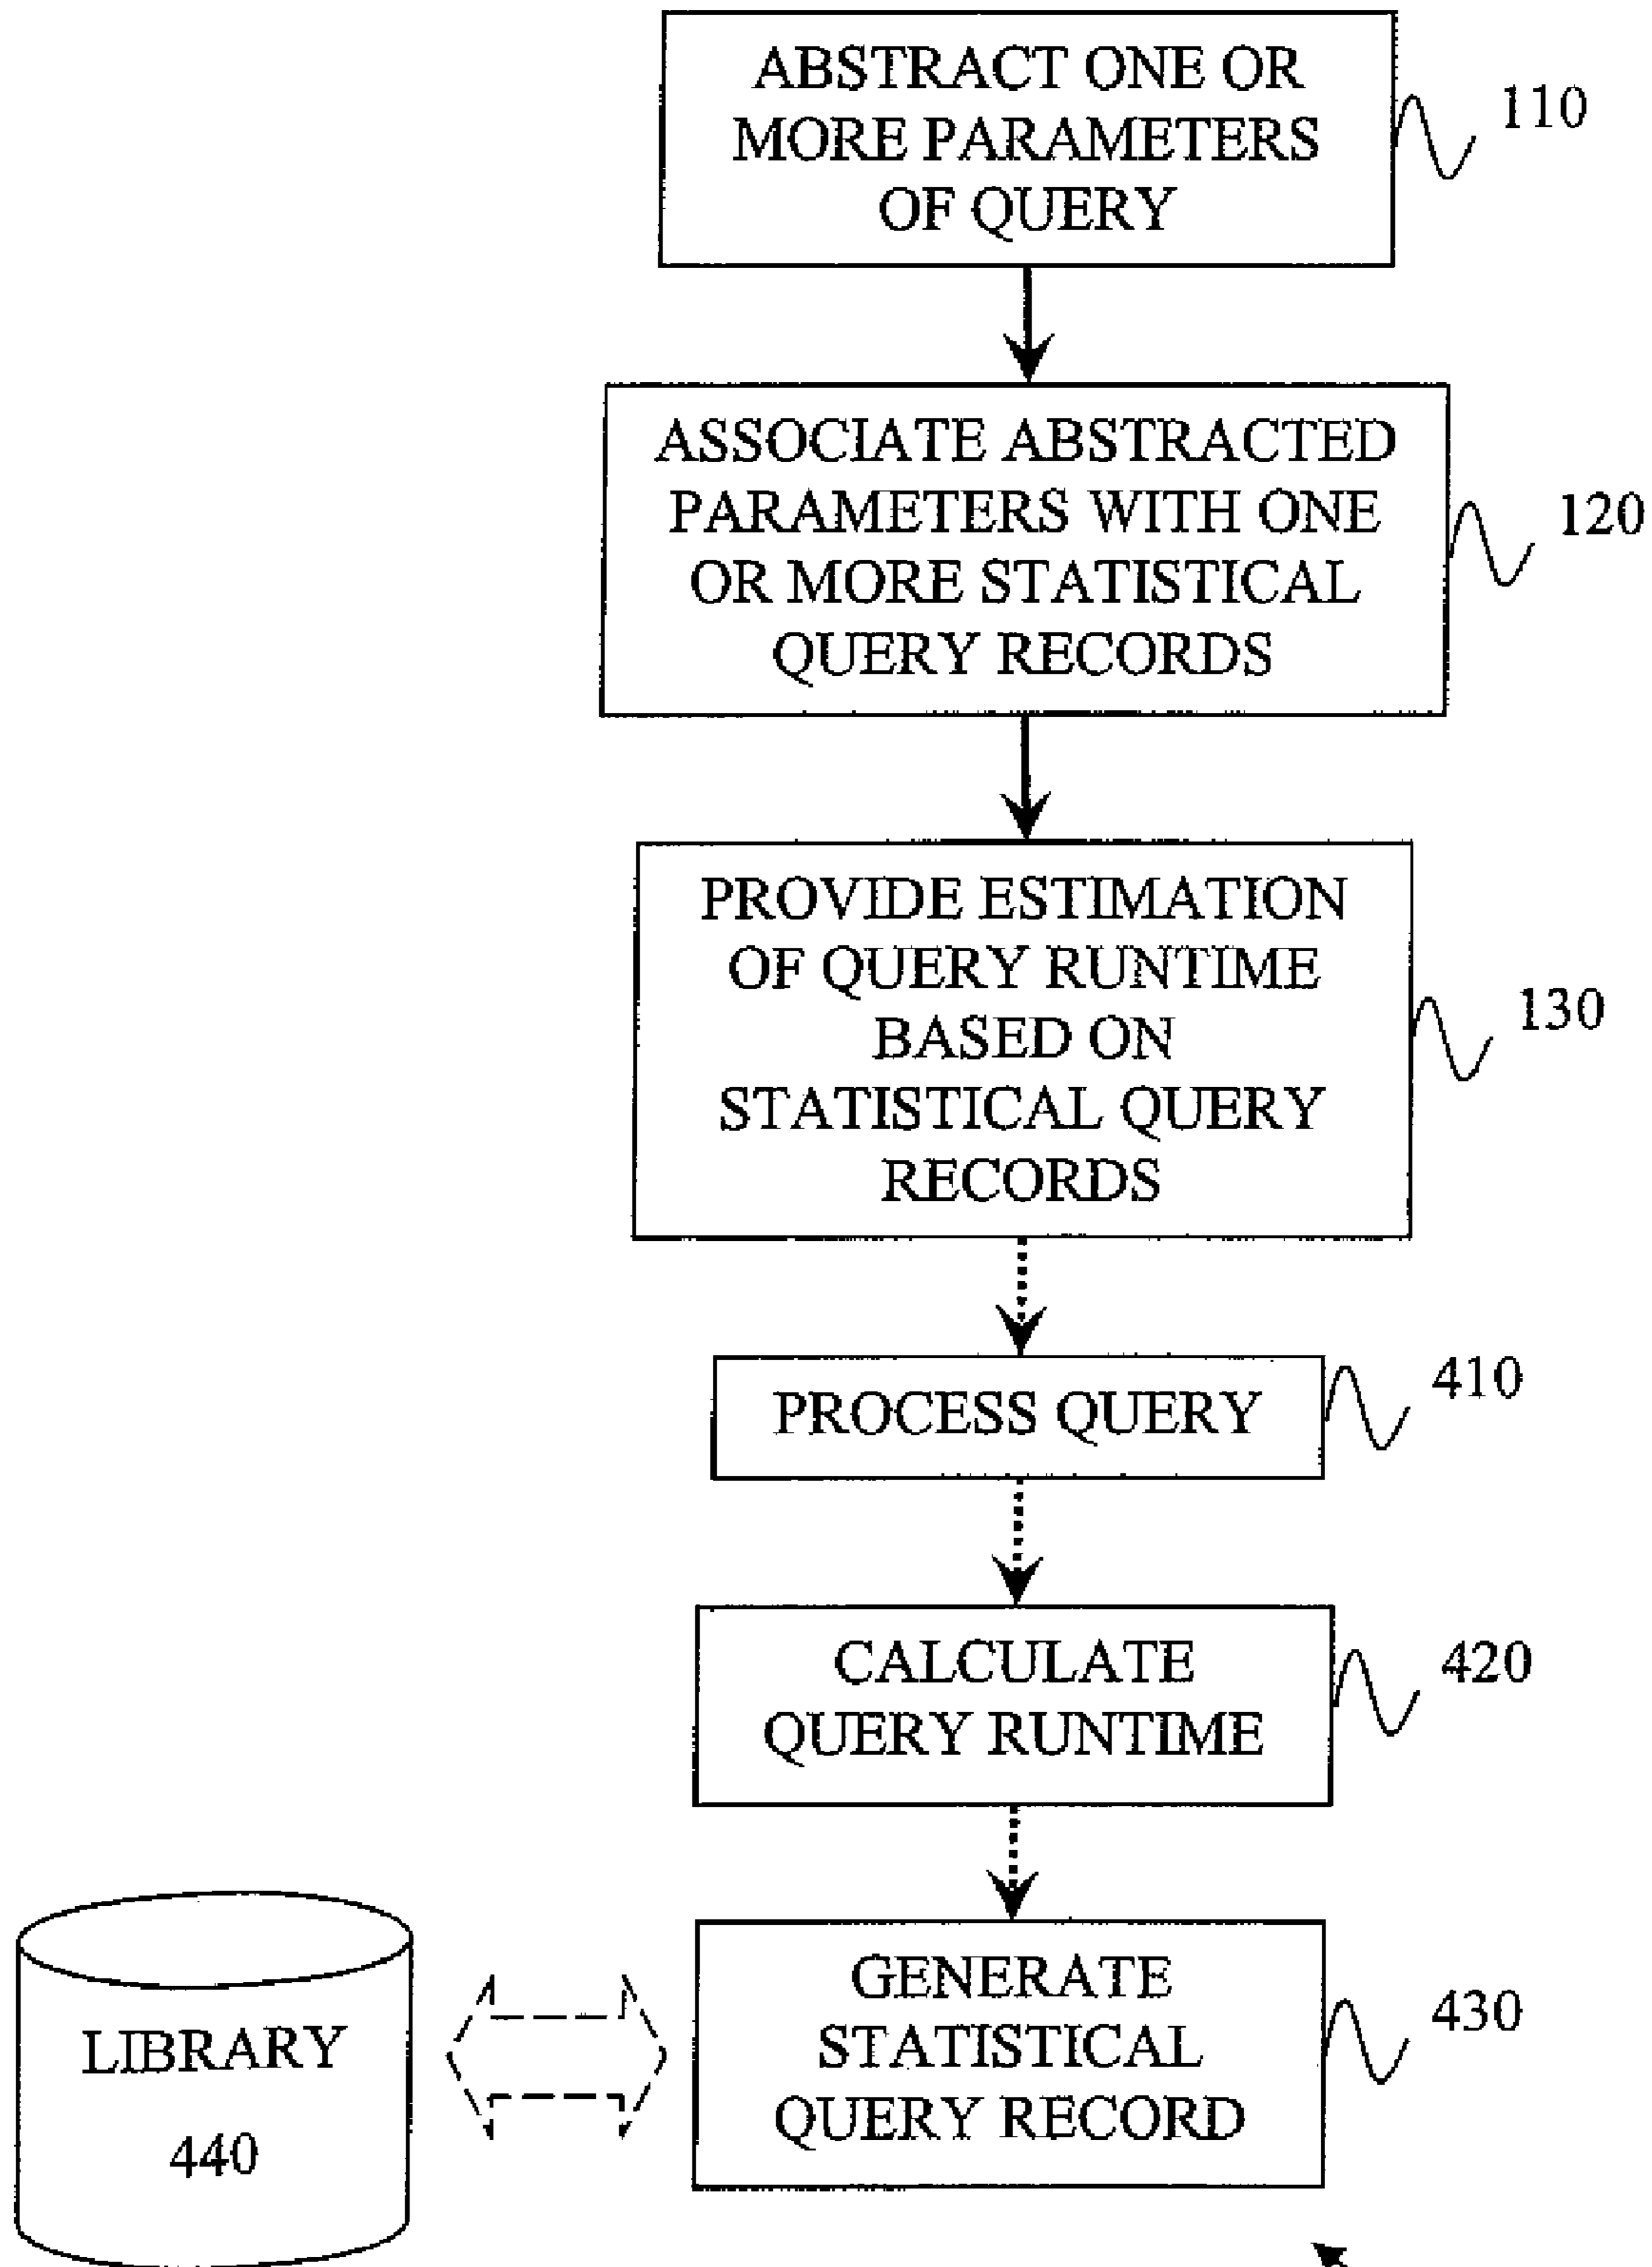 ABSTRACT ONE OR
MORE PARAMETERS
OF QUERY
110
ASSOCIATE ABSTRACTED
PARAMETERS WITH ONE
OR MORE STATISTICAL
QUERY RECORDS
120
PROVIDE ESTIMATION
OF QUERY RUNTIME
BASED ON
STATISTICAL QUERY
RECORDS
130
PROCESS QUERY
410
CALCULATE
QUERY RUNTIME
420
GENERATE
STATISTICAL
QUERY RECORD
430
LIBRARY
440